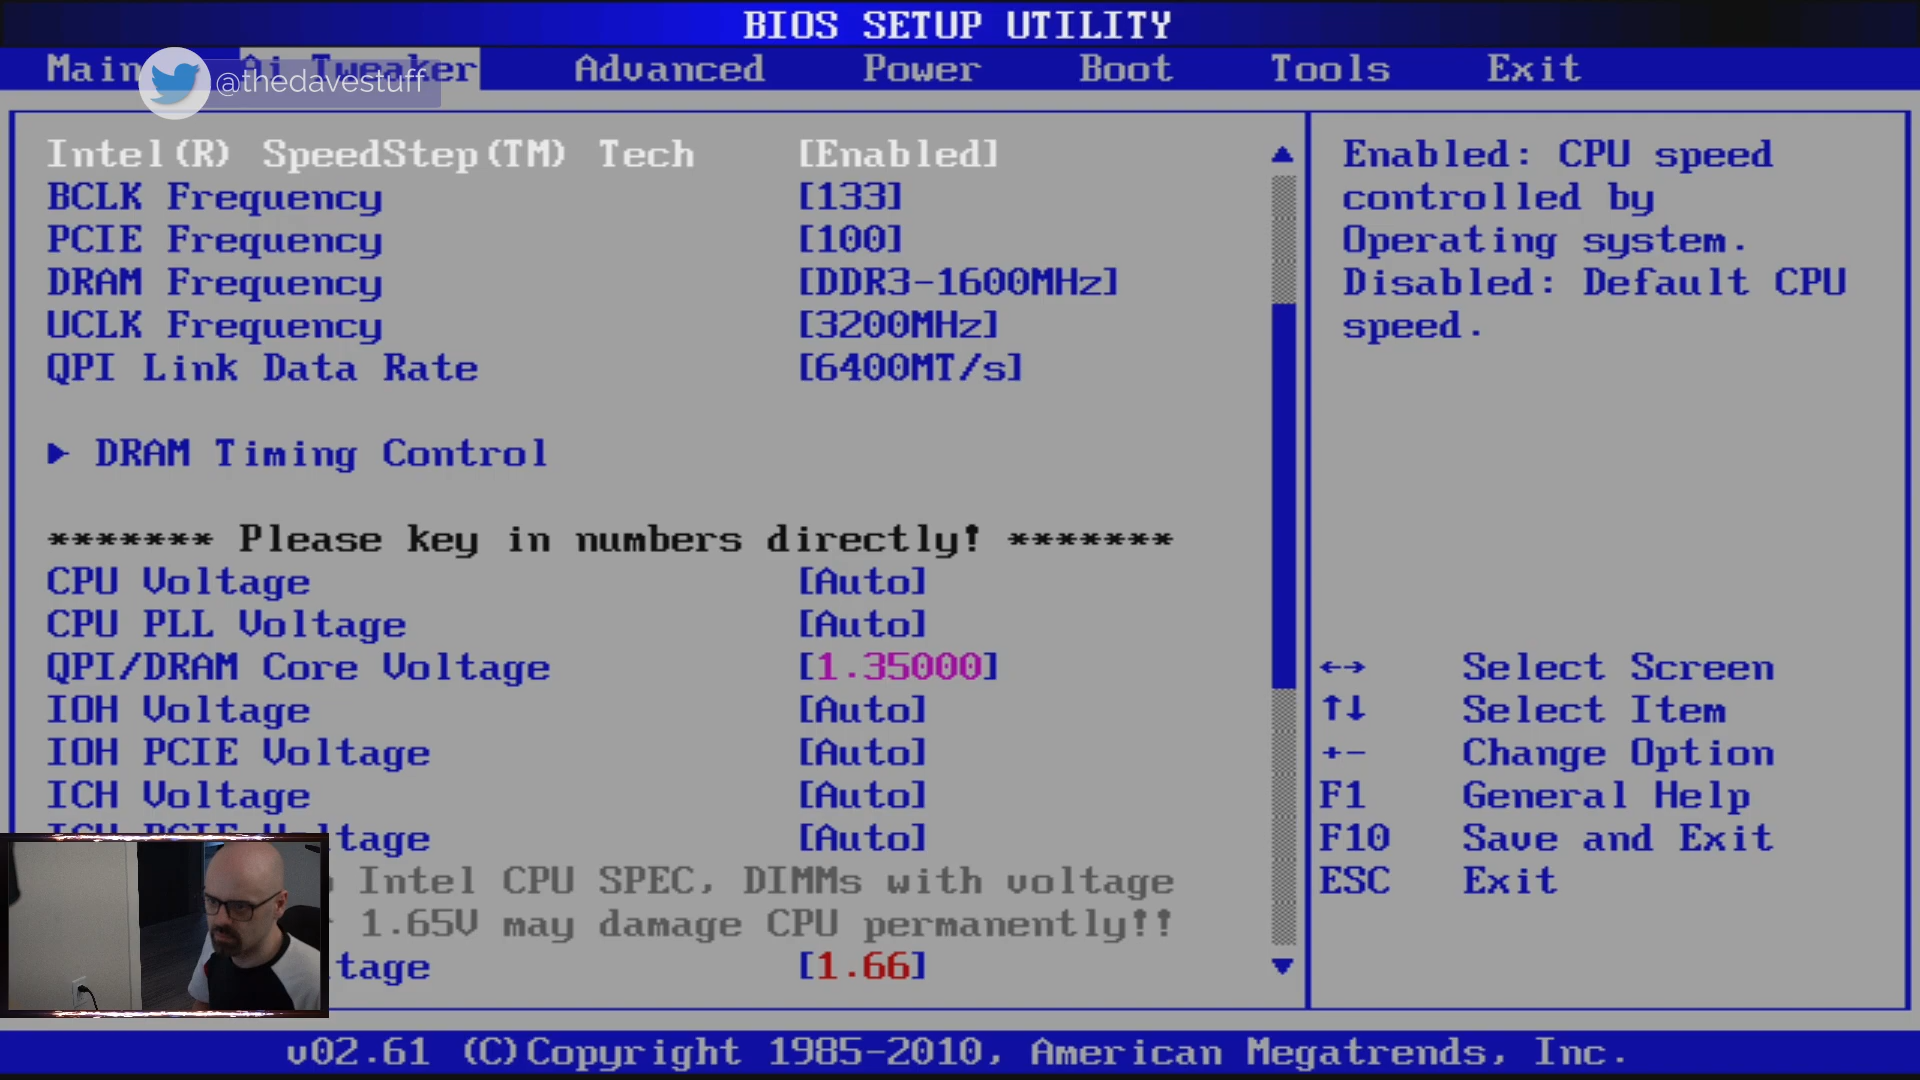 BIOS SETUP UTILITY
Main Ai Tweaker Advanced Power Boot Tools Exit
@thedavestuff
Intel(R) SpeedStep(TM) Tech [Enabled]
BCLK Frequency [133]
PCIE Frequency [100]
DRAM Frequency [DDR3-1600MHz]
UCLK Frequency [3200MHz]
QPI Link Data Rate [6400MT/s]
▶ DRAM Timing Control
******* Please key in numbers directly! *******
CPU Voltage [Auto]
CPU PLL Voltage [Auto]
QPI/DRAM Core Voltage [1.35000]
IOH Voltage [Auto]
IOH PCIE Voltage [Auto]
ICH Voltage [Auto]
ICH PCIE Voltage [Auto]
Intel CPU SPEC, DIMMs with voltage
1.65V may damage CPU permanently!!
[1.66]
Enabled: CPU speed
controlled by
Operating system.
Disabled: Default CPU
speed.
←→ Select Screen
↑↓ Select Item
+- Change Option
F1 General Help
F10 Save and Exit
ESC Exit
v02.61 (C)Copyright 1985-2010, American Megatrends, Inc.